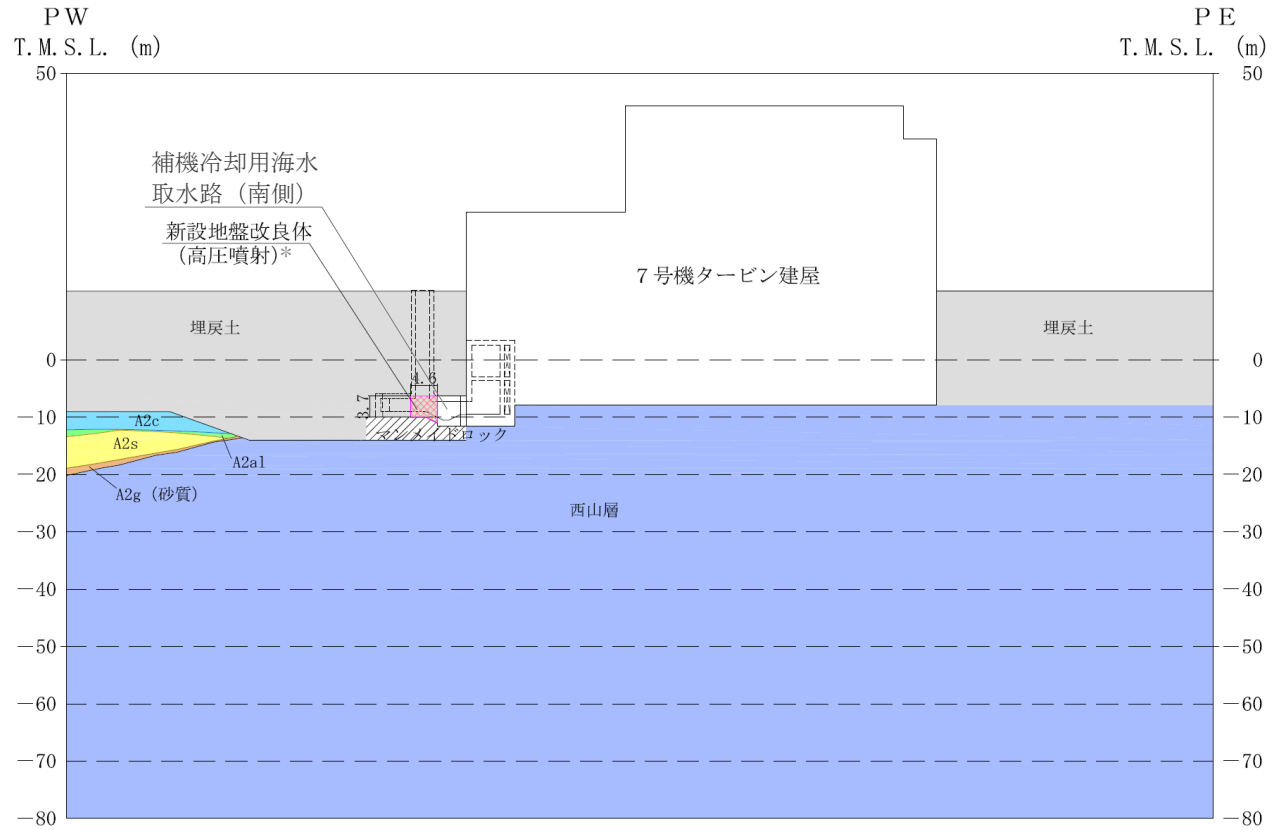 PW
T.M.S.L. (m)
PE
T.M.S.L. (m)
50
50
補機冷却用海水
取水路（南側）
新設地盤改良体
(高圧噴射)*
７号機タービン建屋
埋戻土
埋戻土
0
0
4.6
3.7
−10
−10
A2c
マンメイドロック
A2s
A2al
−20
−20
A2g（砂質）
西山層
−30
−30
−40
−40
−50
−50
−60
−60
−70
−70
−80
−80